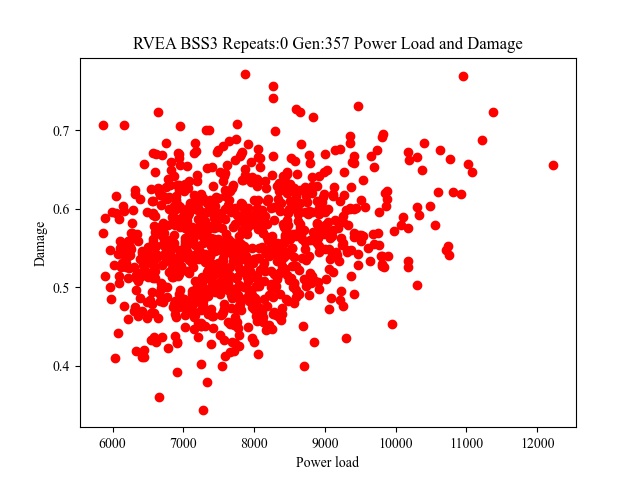 RVEA BSS3 Repeats:0 Gen:357 Power Load and Damage
0.7
0.6
0.5
0.4
Damage
6000 7000 8000 9000 10000 11000 12000
Power load